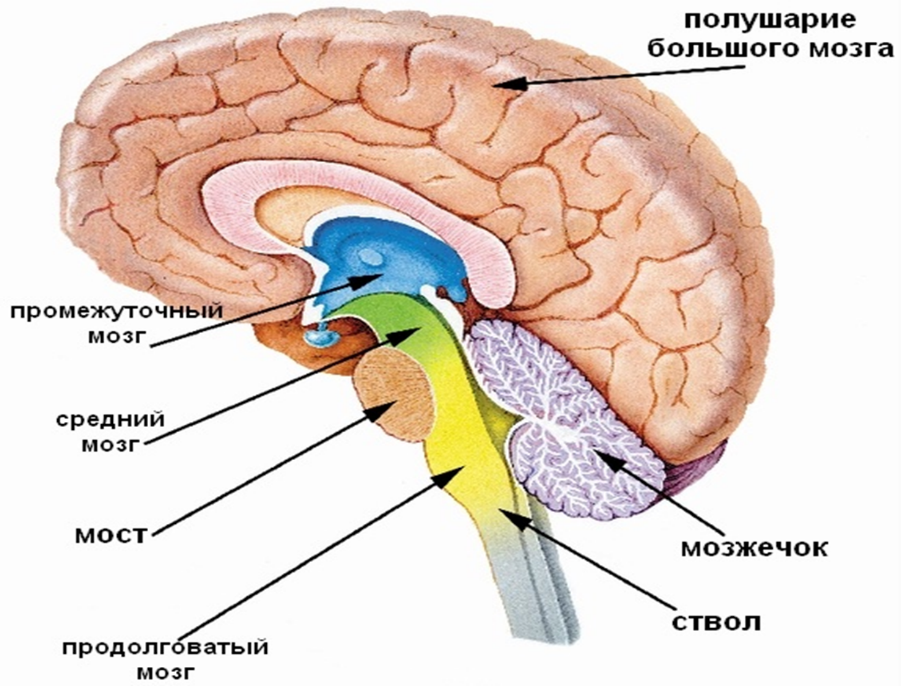 полушарие
большого мозга
промежуточный
мозг
средний
мозг
мост
мозжечок
ствол
продолговатый
мозг